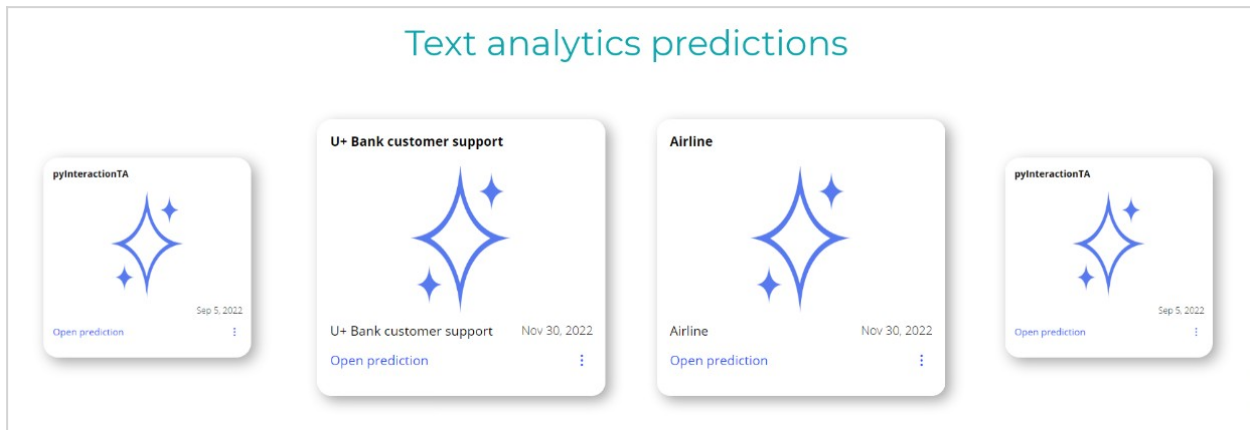 Text analytics predictions
pyInteractionTA
Sep 5, 2022
Open prediction
U+ Bank customer support
U+ Bank customer support Nov 30, 2022
Open prediction
Airline
Airline Nov 30, 2022
Open prediction
pyInteractionTA
Sep 5, 2022
Open prediction